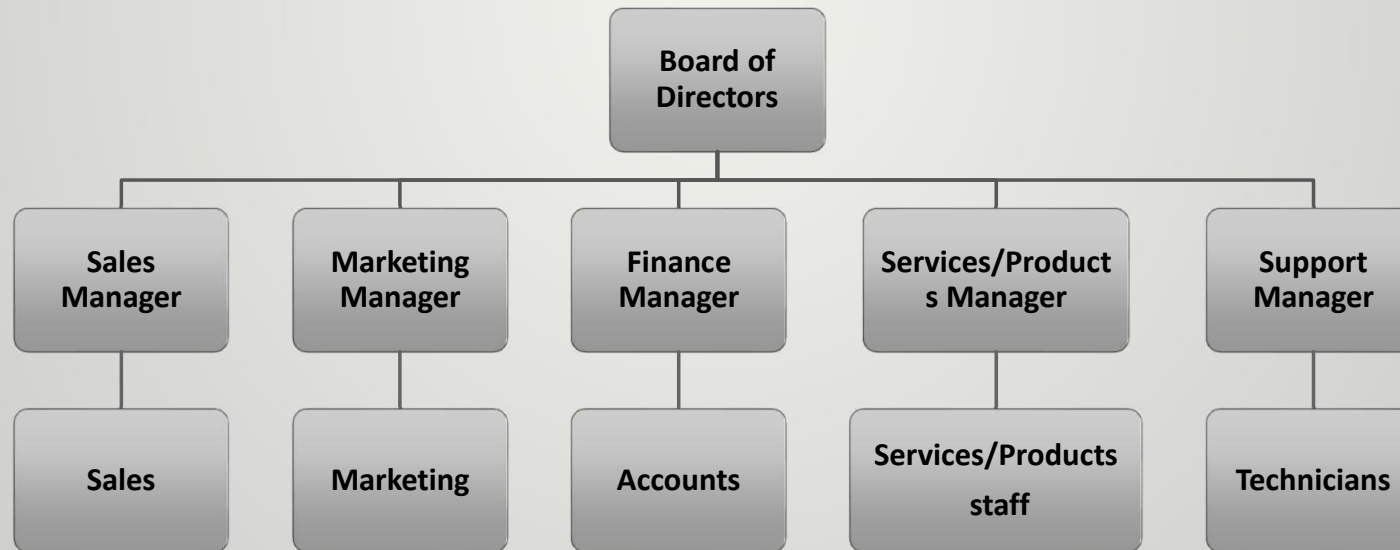 Board of
Directors
Sales
Manager
Marketing
Manager
Finance
Manager
Services/Product
s Manager
Support
Manager
Sales
Marketing
Accounts
Services/Products
staff
Technicians